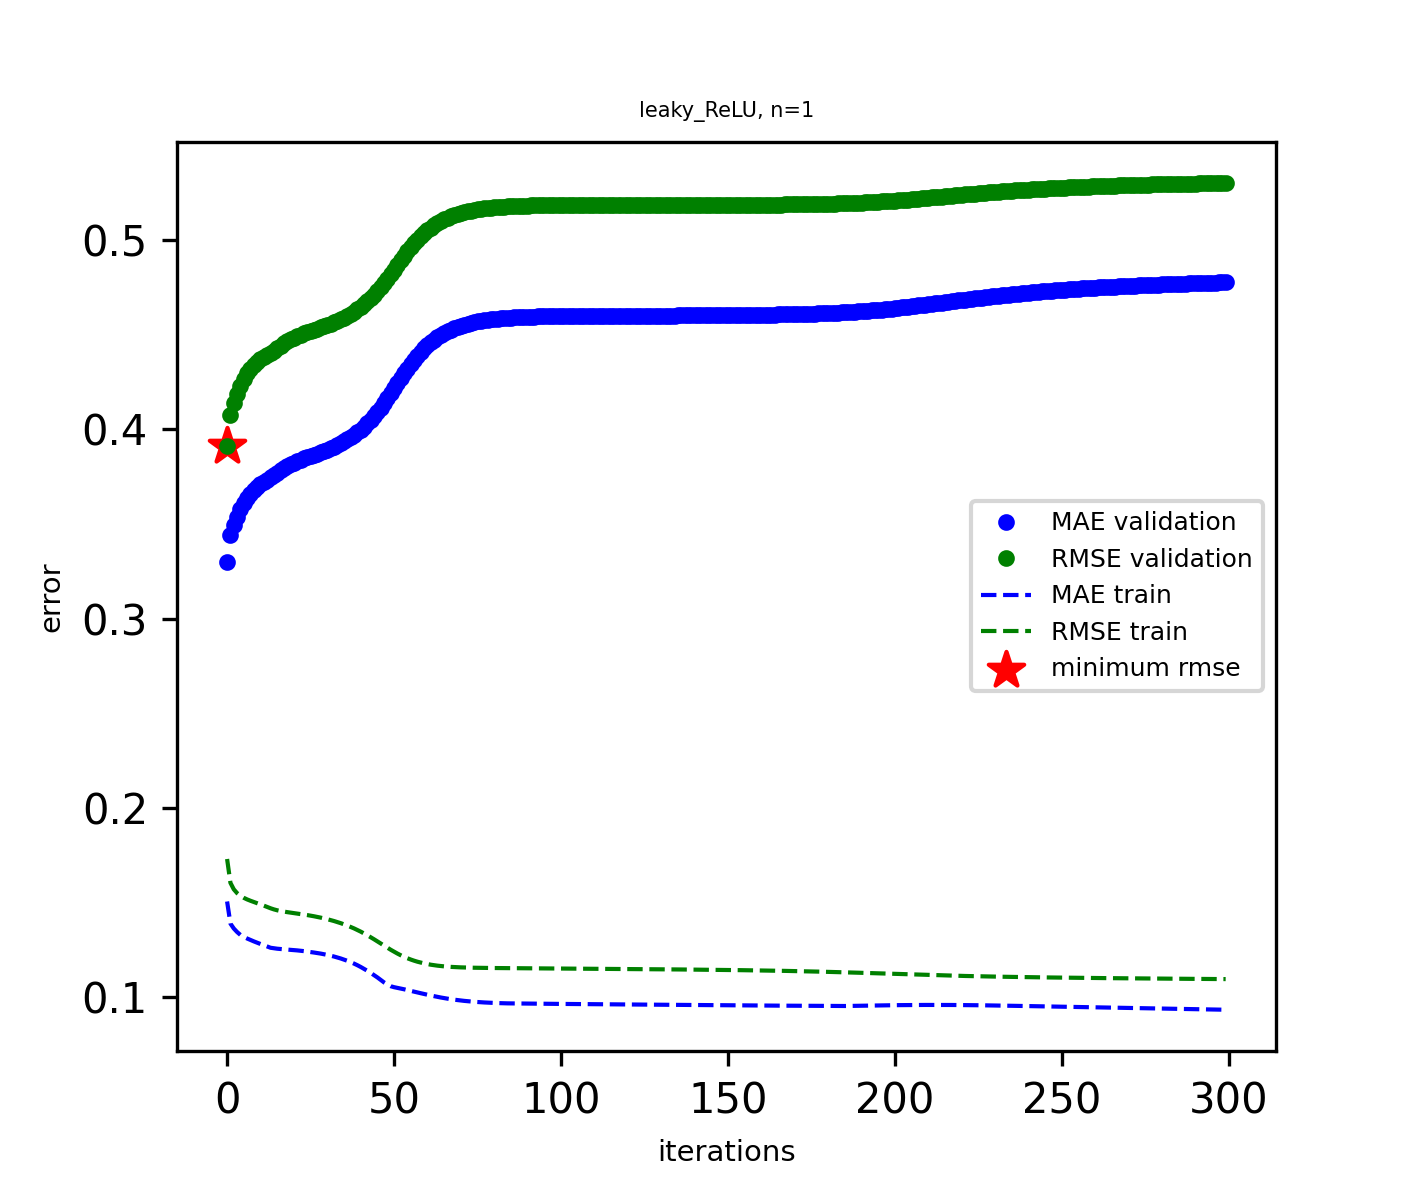 leaky_ReLU, n=1
error
0.5
0.4
0.3
0.2
0.1
MAE validation
RMSE validation
MAE train
RMSE train
minimum rmse
0 50 100 150 200 250 300
iterations